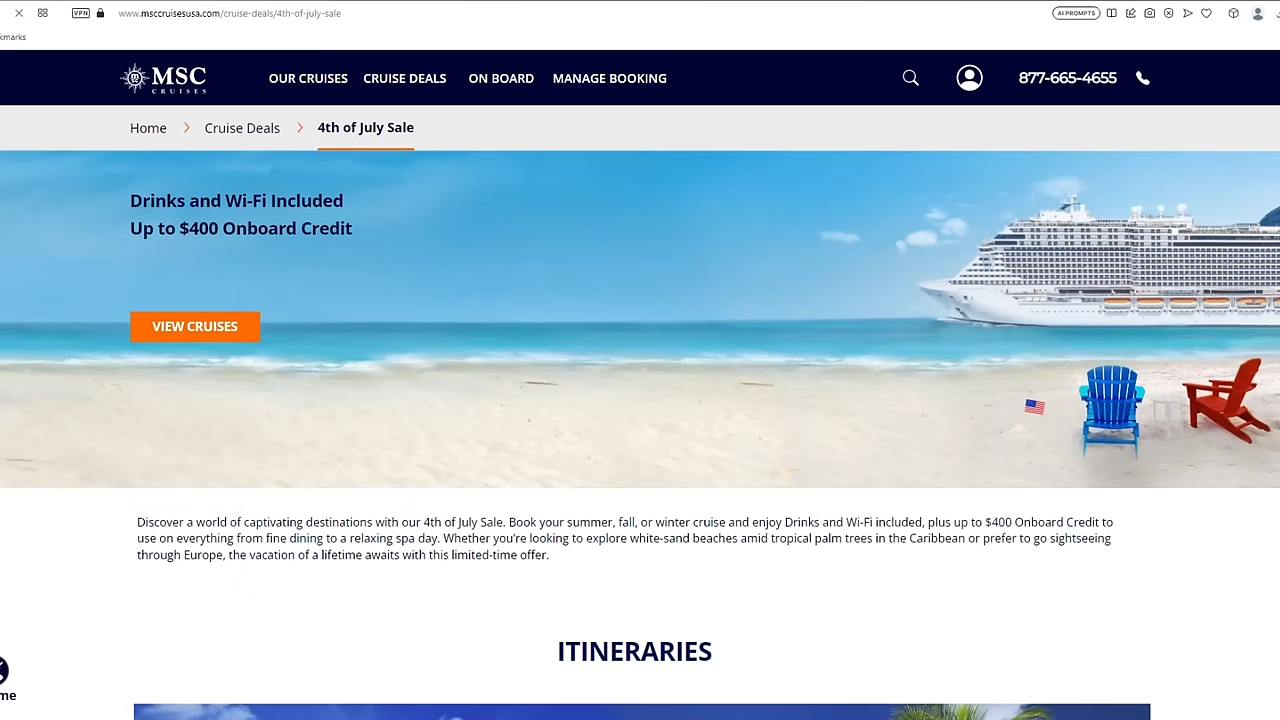 VPN
www.msccruisesusa.com/cruise-deals/4th-of-july-sale
AI PROMPTS
kmarks
MSC
CRUISES
OUR CRUISES
CRUISE DEALS
ON BOARD
MANAGE BOOKING
877-665-4655
Home
Cruise Deals
4th of July Sale
Drinks and Wi-Fi Included
Up to $400 Onboard Credit
VIEW CRUISES
Discover a world of captivating destinations with our 4th of July Sale. Book your summer, fall, or winter cruise and enjoy Drinks and Wi-Fi included, plus up to $400 Onboard Credit to
use on everything from fine dining to a relaxing spa day. Whether you're looking to explore white-sand beaches amid tropical palm trees in the Caribbean or prefer to go sightseeing
through Europe, the vacation of a lifetime awaits with this limited-time offer.
ITINERARIES
me